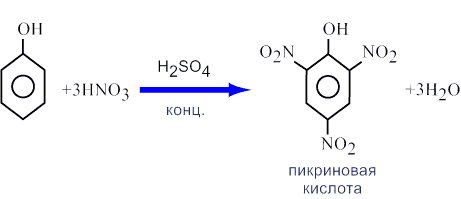 OH
+3HNO₃
H₂SO₄
конц.
OH
O₂N
NO₂
NO₂
+3H₂O
пикриновая
кислота